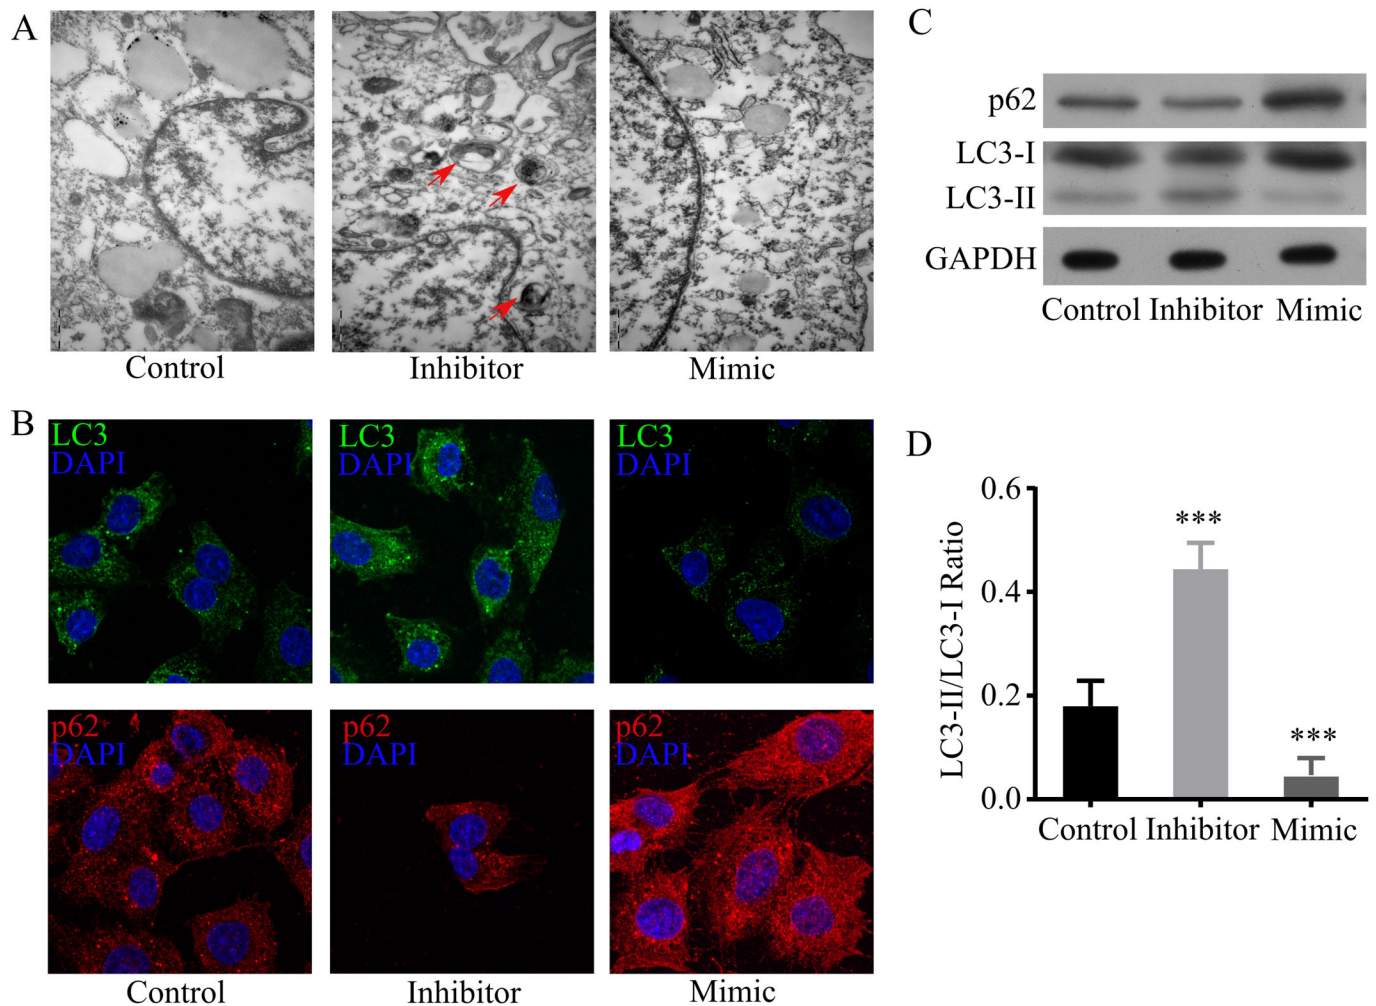 A
Control
Inhibitor
Mimic
B
LC3
DAPI
LC3
DAPI
LC3
DAPI
p62
DAPI
p62
DAPI
p62
DAPI
Control
Inhibitor
Mimic
C
p62
LC3-I
LC3-II
GAPDH
Control Inhibitor Mimic
D
LC3-II/LC3-I Ratio
0.6
0.4
0.2
0.0
***
***
Control Inhibitor Mimic